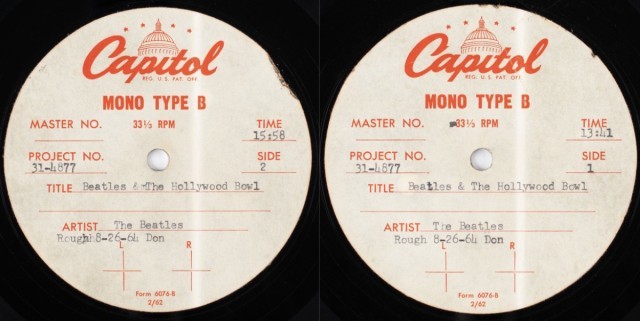 Capitol
REG. U.S. PAT. OFF.
MONO TYPE B
MASTER NO. 33⅓ RPM TIME
15:58
PROJECT NO. SIDE
31-4877 2
TITLE Beatles & The Hollywood Bowl
ARTIST The Beatles
Rough 8-26-64 Don
L R
Form 6076-B
2/62
Capitol
REG. U.S. PAT. OFF.
MONO TYPE B
MASTER NO. 33⅓ RPM TIME
13:41
PROJECT NO. SIDE
31-4877 1
TITLE Beatles & The Hollywood Bowl
ARTIST The Beatles
Rough 8-26-64 Don
L R
Form 6076-B
2/62